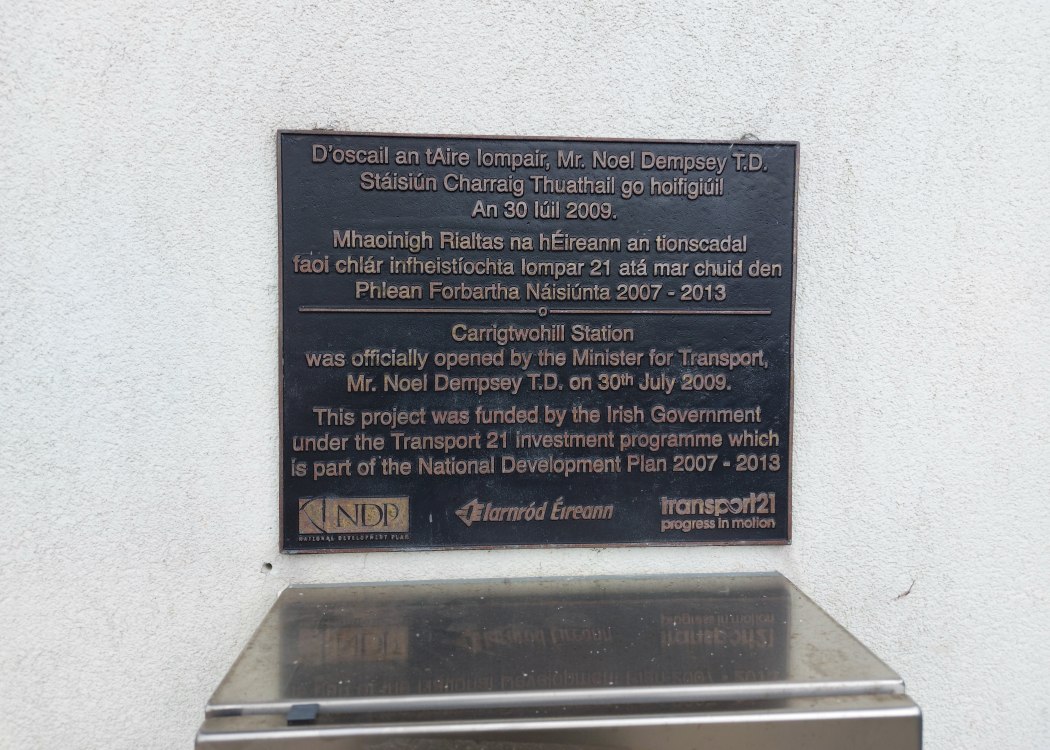 D'oscail an tAire Iompair, Mr. Noel Dempsey T.D.
Stáisiún Charraig Thuathail go hoifigiúil
An 30 Iúil 2009.
Mhaoinigh Rialtas na hÉireann an tionscadal
faoi chlár infheistíochta Iompar 21 atá mar chuid den
Phlean Forbartha Náisiúnta 2007 - 2013
Carrigtwohill Station
was officially opened by the Minister for Transport,
Mr. Noel Dempsey T.D. on 30th July 2009.
This project was funded by the Irish Government
under the Transport 21 investment programme which
is part of the National Development Plan 2007 - 2013
NDP
NATIONAL DEVELOPMENT PLAN
Iarnród Éireann
transport21
progress in motion